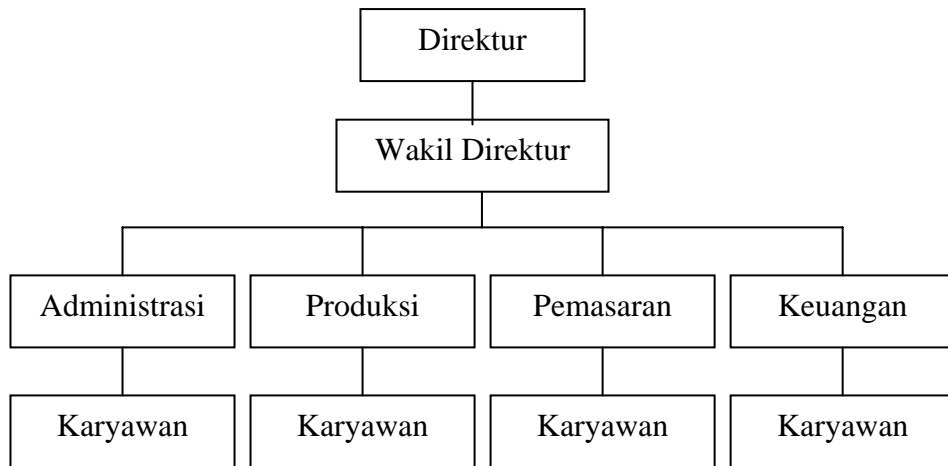 Direktur
Wakil Direktur
Administrasi
Produksi
Pemasaran
Keuangan
Karyawan
Karyawan
Karyawan
Karyawan